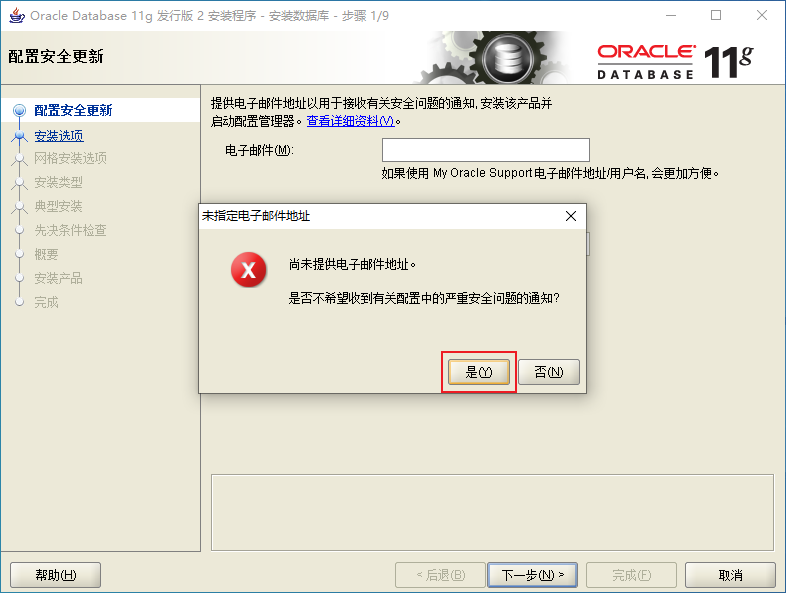 Oracle Database 11g 发行版 2 安装程序 - 安装数据库 - 步骤 1/9
配置安全更新
ORACLE
DATABASE 11g
配置安全更新
安装选项
网格安装选项
安装类型
典型安装
先决条件检查
概要
安装产品
完成
提供电子邮件地址以用于接收有关安全问题的通知, 安装该产品并
启动配置管理器。查看详细资料(V)。
电子邮件(M):
如果使用 My Oracle Support 电子邮件地址/用户名, 会更加方便。
未指定电子邮件地址
尚未提供电子邮件地址。
是否不希望收到有关配置中的严重安全问题的通知?
是(Y)
否(N)
帮助(H)
< 后退(B)
下一步(N) >
完成(F)
取消